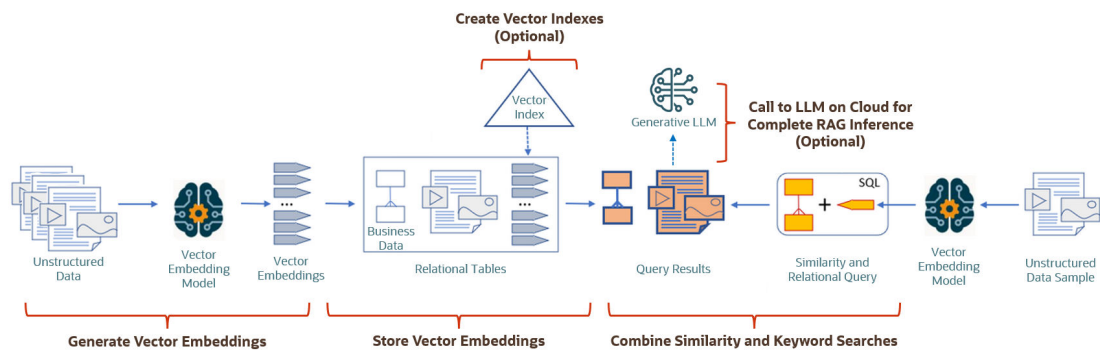 Create Vector Indexes
(Optional)
Vector
Index
Generative LLM
Call to LLM on Cloud for
Complete RAG Inference
(Optional)
SQL
...
...
Business
Data
+
Unstructured
Data
Vector
Embedding
Model
Vector
Embeddings
Relational Tables
Query Results
Similarity and
Relational Query
Vector
Embedding
Model
Unstructured
Data Sample
Generate Vector Embeddings
Store Vector Embeddings
Combine Similarity and Keyword Searches